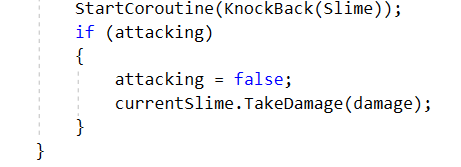 StartCoroutine(KnockBack(Slime));
if (attacking)
{
attacking = false;
currentSlime.TakeDamage(damage);
}
}